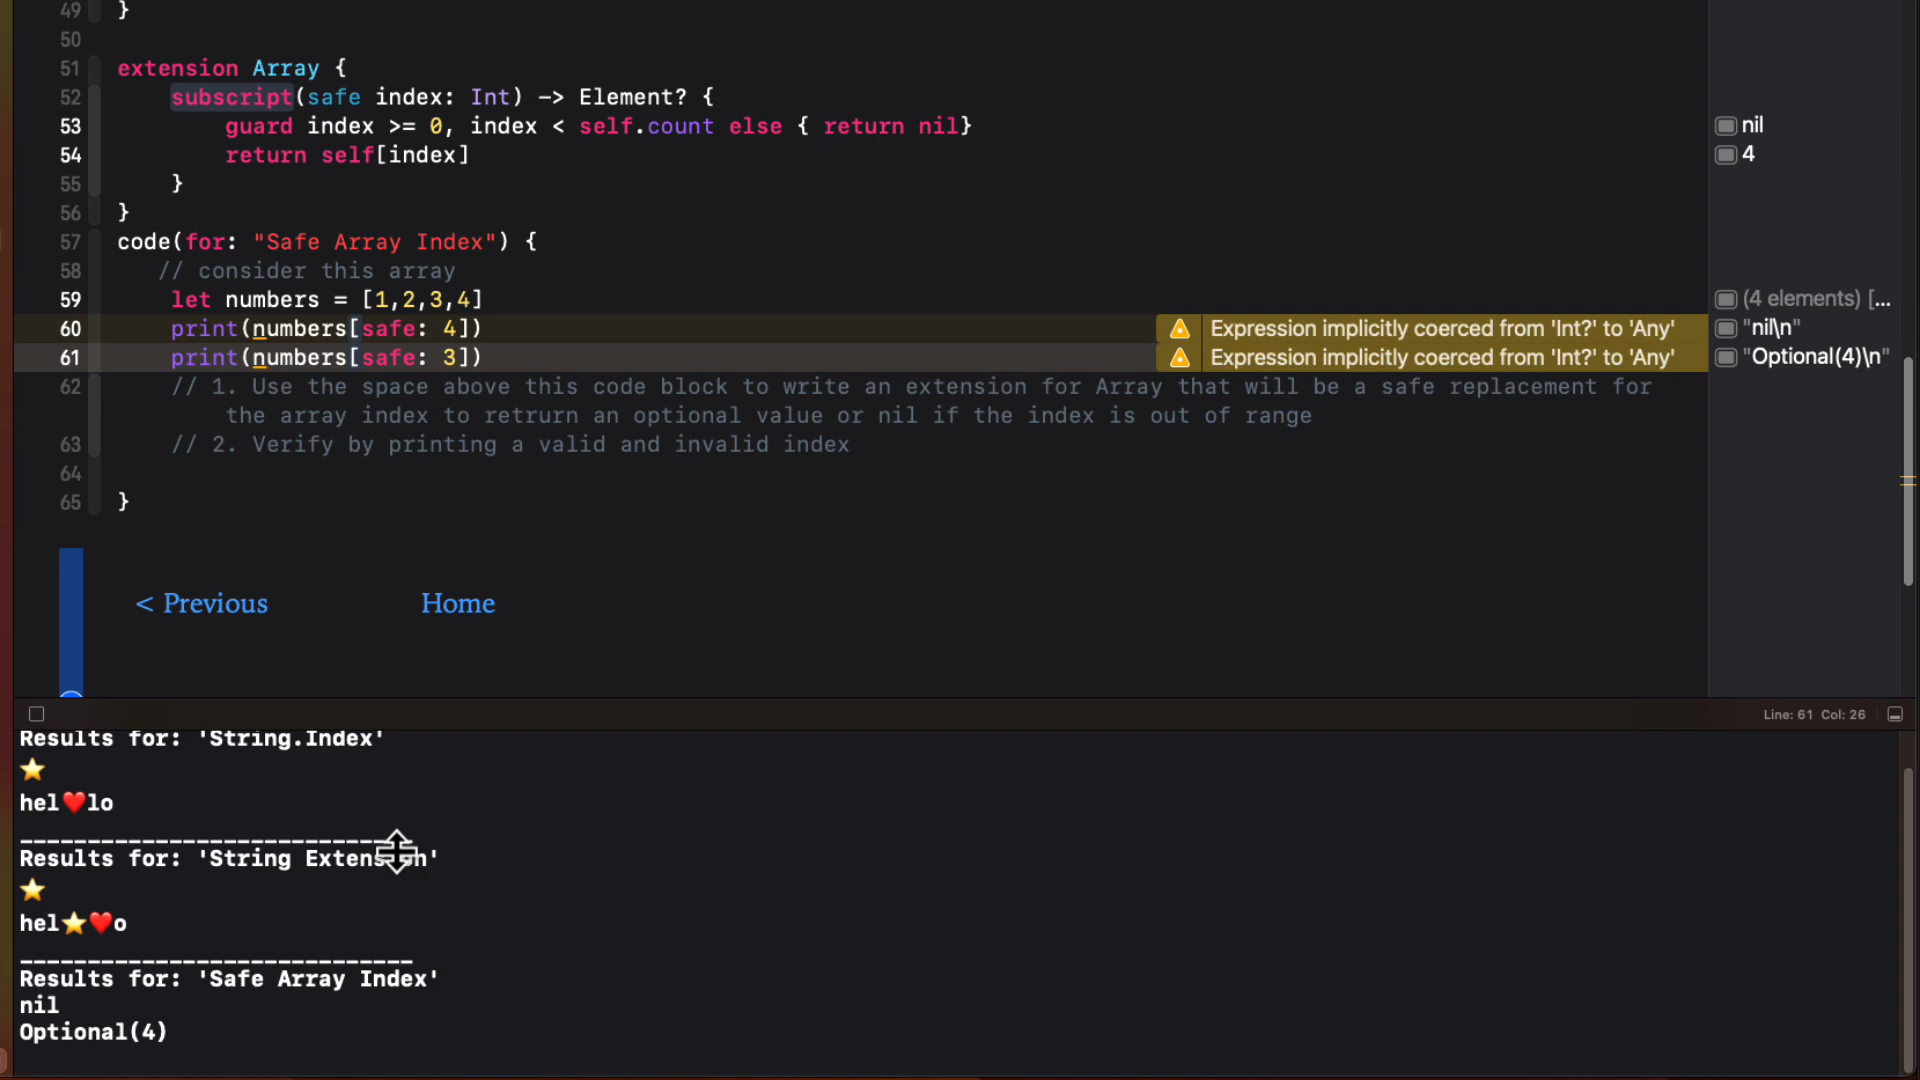 49 }
50
51 extension Array {
52 subscript(safe index: Int) -> Element? {
53 guard index >= 0, index < self.count else { return nil}
nil
54 return self[index]
4
55 }
56 }
57 code(for: "Safe Array Index") {
58 // consider this array
59 let numbers = [1,2,3,4]
(4 elements) [...
60 print(numbers[safe: 4])
Expression implicitly coerced from 'Int?' to 'Any'
"nil\n"
61 print(numbers[safe: 3])
Expression implicitly coerced from 'Int?' to 'Any'
"Optional(4)\n"
62 // 1. Use the space above this code block to write an extension for Array that will be a safe replacement for
the array index to retrurn an optional value or nil if the index is out of range
63 // 2. Verify by printing a valid and invalid index
64
65 }
< Previous
Home
Line: 61 Col: 26
Results for: 'String.Index'
⭐
hel❤️lo
_____________________________
Results for: 'String Extension'
⭐
hel⭐❤️o
_____________________________
Results for: 'Safe Array Index'
nil
Optional(4)